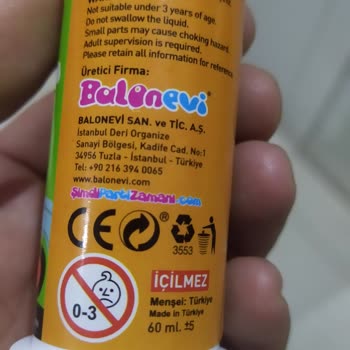 Not suitable under 3 years of age.
Do not swallow the liquid.
Small parts may cause choking hazard.
Adult supervision is required.
Please retain all information for reference
Üretici Firma:
Balonevi
BALONEVİ SAN. ve TİC. A.Ş.
İstanbul Deri Organize
Sanayi Bölgesi, Kadife Cad. No:1
34956 Tuzla - İstanbul - Türkiye
Tel: +90 216 394 0065
www.balonevi.com
ŞimdiPartiZamanı.com
CE ®
3553
0-3
İÇİLMEZ
Menşei: Türkiye
Made in Türkiye
60 ml. ±5